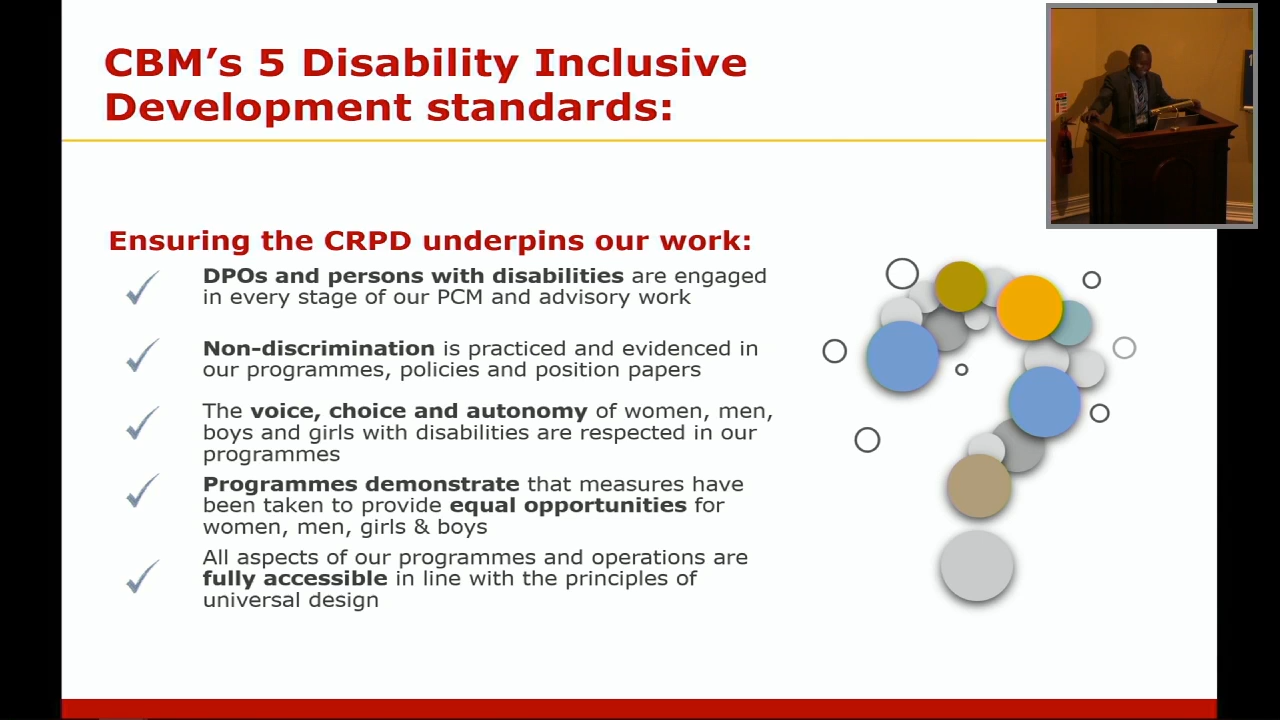 CBM’s 5 Disability Inclusive
Development standards:
Ensuring the CRPD underpins our work:
DPOs and persons with disabilities are engaged
in every stage of our PCM and advisory work
Non-discrimination is practiced and evidenced in
our programmes, policies and position papers
The voice, choice and autonomy of women, men,
boys and girls with disabilities are respected in our
programmes
Programmes demonstrate that measures have
been taken to provide equal opportunities for
women, men, girls & boys
All aspects of our programmes and operations are
fully accessible in line with the principles of
universal design